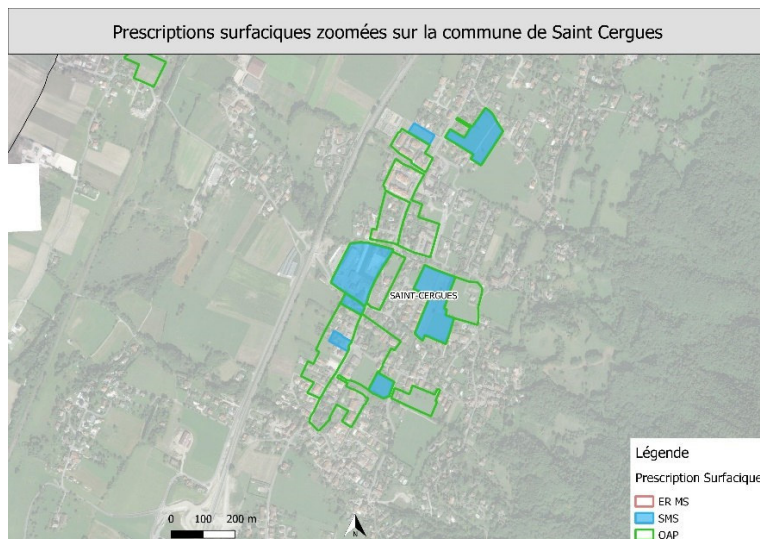 Prescriptions surfaciques zoomées sur la commune de Saint Cergues
SAINT-CERGUES
Légende
Prescription Surfacique
ER MS
SMS
OAP
0 100 200 m
N